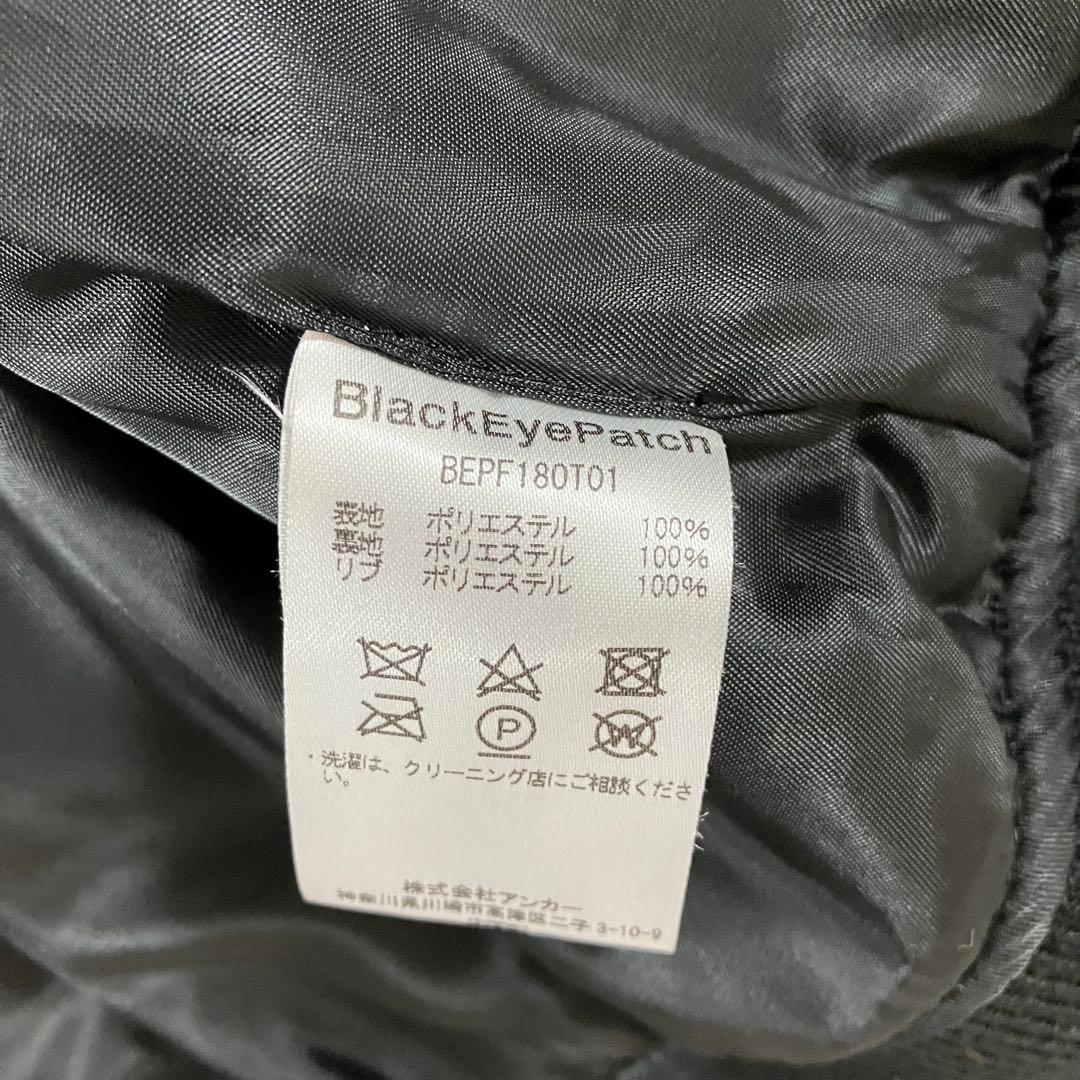 BlackEyePatch
BEPF180T01
表地 ポリエステル 100%
裏地 ポリエステル 100%
リブ ポリエステル 100%
P
W
・洗濯は、クリーニング店にご相談くださ
い。
株式会社アンカー
神奈川県川崎市高津区二子 3-10-9